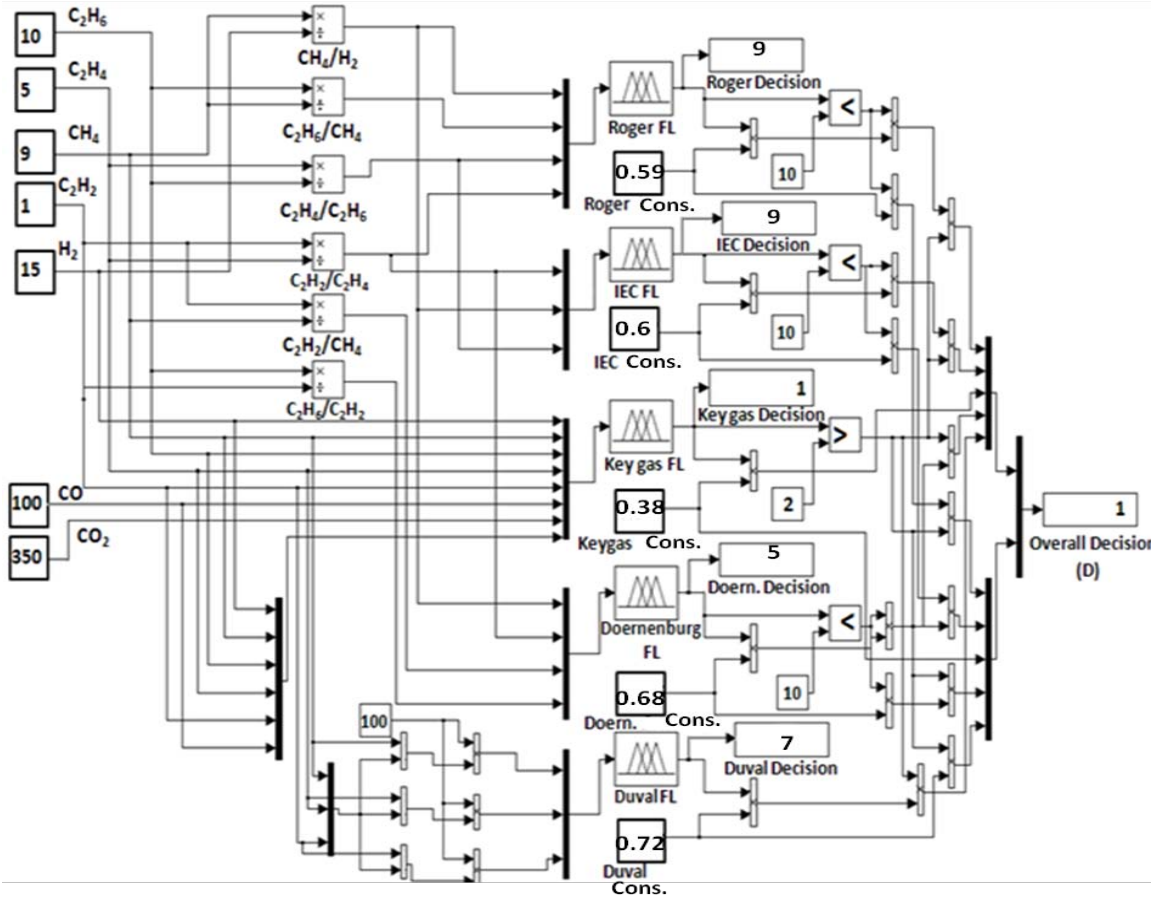 C₂H₆
10
C₂H₄
5
CH₄
9
C₂H₂
1
H₂
15
CO
100
CO₂
350
×
÷
CH₄/H₂
×
÷
C₂H₆/CH₄
×
÷
C₂H₄/C₂H₆
×
÷
C₂H₂/C₂H₄
×
÷
C₂H₂/CH₄
×
÷
C₂H₆/C₂H₂
100
Roger FL
9
Roger Decision
<
10
0.59
Roger Cons.
IEC FL
9
IEC Decision
<
10
0.6
IEC Cons.
Key gas FL
1
Key gas Decision
>
2
0.38
Keygas Cons.
Doernenburg
FL
5
Doern. Decision
<
10
0.68
Doern. Cons.
Duval FL
7
Duval Decision
0.72
Duval
Cons.
1
Overall Decision
(D)